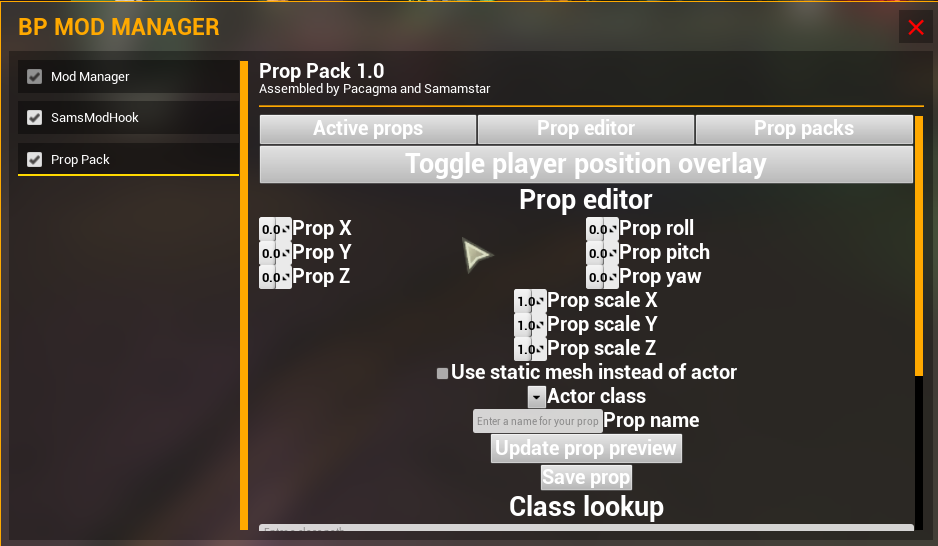 BP MOD MANAGER
Mod Manager
SamsModHook
Prop Pack
Prop Pack 1.0
Assembled by Pacagma and Samamstar
Active props
Prop editor
Prop packs
Toggle player position overlay
Prop editor
0.0 Prop X
0.0 Prop roll
0.0 Prop Y
0.0 Prop pitch
0.0 Prop Z
0.0 Prop yaw
1.0 Prop scale X
1.0 Prop scale Y
1.0 Prop scale Z
Use static mesh instead of actor
Actor class
Enter a name for your prop Prop name
Update prop preview
Save prop
Class lookup
Enter a class path